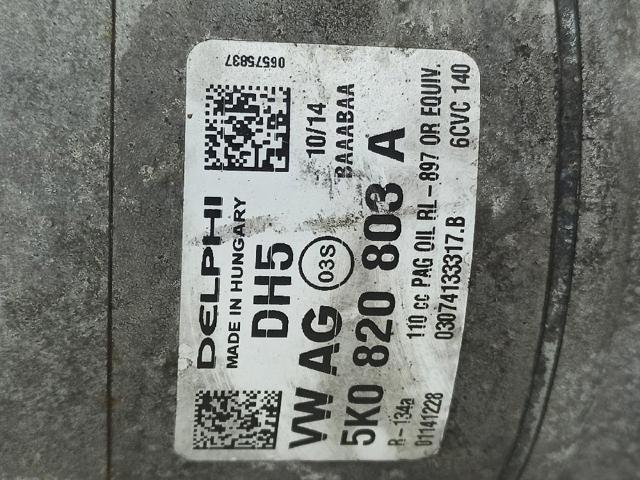 06575837
DELPHI
MADE IN HUNGARY
10/14
BAAAABAA
DH5
03S
VW AG
5K0 820 803 A
R-134a 110 cc PAG OIL RL-897 OR EQUIV.
01141228 03074133317.B 6CVC 140